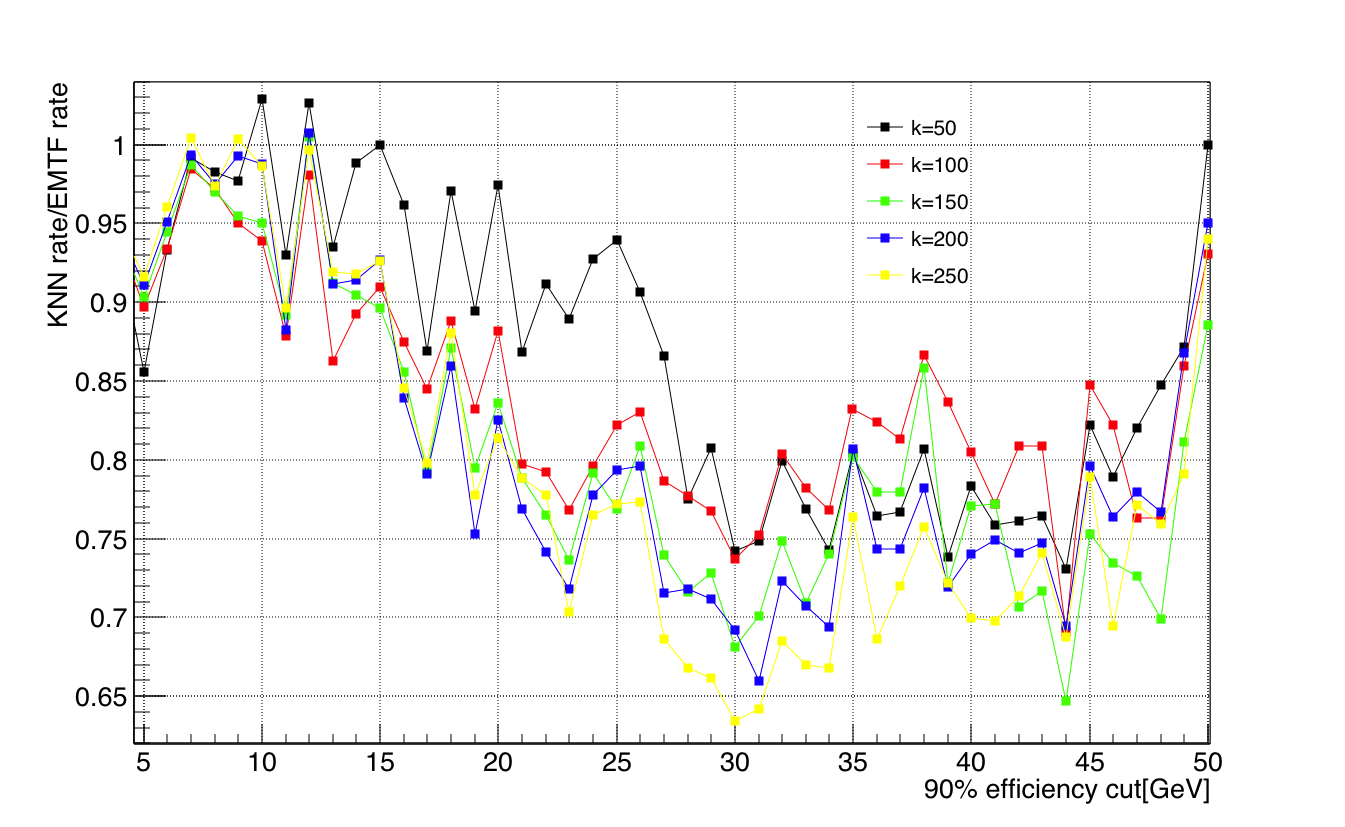 KNN rate/EMTF rate
1
0.95
0.9
0.85
0.8
0.75
0.7
0.65
k=50
k=100
k=150
k=200
k=250
5 10 15 20 25 30 35 40 45 50
90% efficiency cut[GeV]